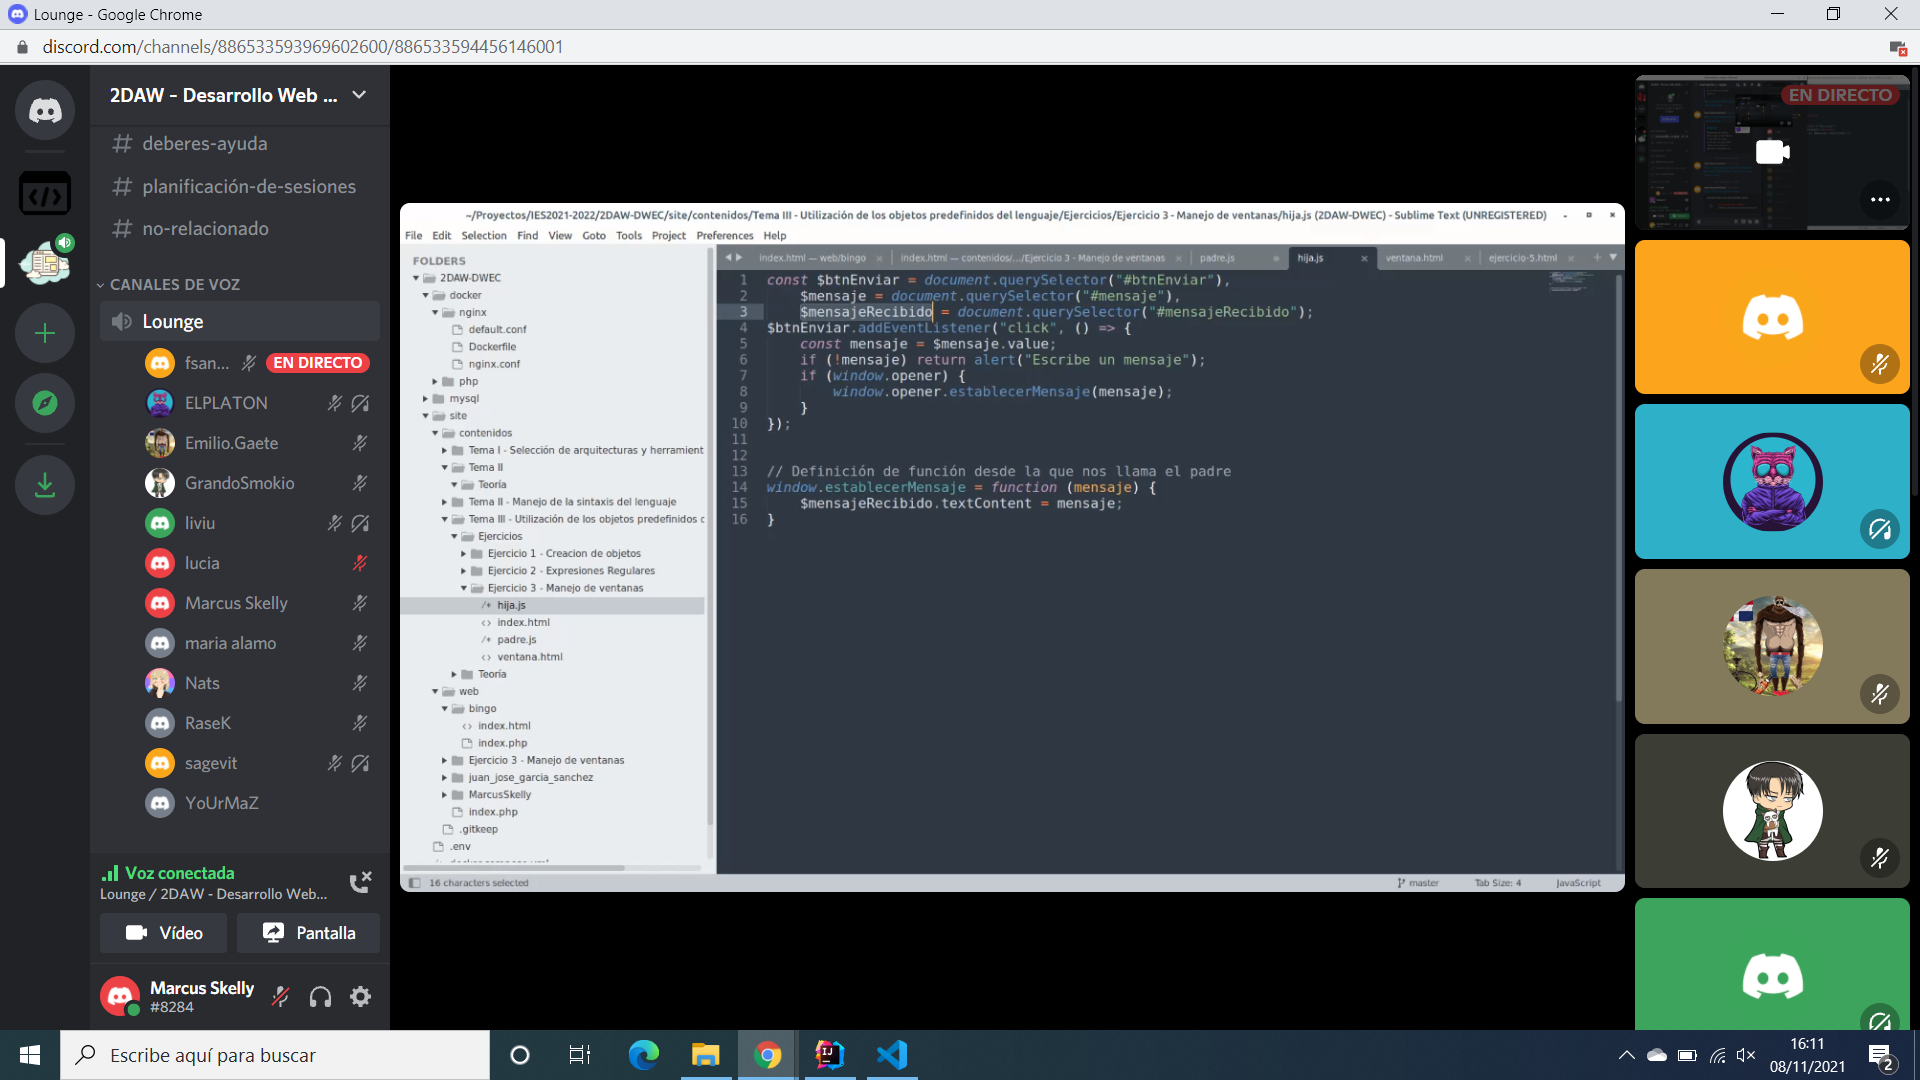 Lounge - Google Chrome
discord.com/channels/886533593969602600/886533594456146001
2DAW - Desarrollo Web ...
# deberes-ayuda
# planificación-de-sesiones
# no-relacionado
CANALES DE VOZ
Lounge
fsan... EN DIRECTO
ELPLATON
Emilio.Gaete
GrandoSmokio
liviu
lucia
Marcus Skelly
maria alamo
Nats
RaseK
sagevit
YoUrMaZ
Voz conectada
Lounge / 2DAW - Desarrollo Web...
Vídeo
Pantalla
Marcus Skelly
#8284
~/Proyectos/IES2021-2022/2DAW-DWEC/site/contenidos/Tema III - Utilización de los objetos predefinidos del lenguaje/Ejercicios/Ejercicio 3 - Manejo de ventanas/hija.js (2DAW-DWEC) - Sublime Text (UNREGISTERED)
File Edit Selection Find View Goto Tools Project Preferences Help
FOLDERS
2DAW-DWEC
docker
nginx
default.conf
Dockerfile
nginx.conf
php
mysql
site
contenidos
Tema I - Selección de arquitecturas y herramient
Tema II
Teoría
Tema II - Manejo de la sintaxis del lenguaje
Tema III - Utilización de los objetos predefinidos c
Ejercicios
Ejercicio 1 - Creacion de objetos
Ejercicio 2 - Expresiones Regulares
Ejercicio 3 - Manejo de ventanas
/* hija.js
<> index.html
/* padre.js
<> ventana.html
Teoría
web
bingo
<> index.html
index.php
Ejercicio 3 - Manejo de ventanas
juan_jose_garcia_sanchez
MarcusSkelly
index.php
.gitkeep
.env
index.html — web/bingo
index.html — contenidos/.../Ejercicio 3 - Manejo de ventanas
padre.js
hija.js
ventana.html
ejercicio-5.html
1 const $btnEnviar = document.querySelector("#btnEnviar"),
2 $mensaje = document.querySelector("#mensaje"),
3 $mensajeRecibido = document.querySelector("#mensajeRecibido");
4 $btnEnviar.addEventListener("click", () => {
5 const mensaje = $mensaje.value;
6 if (!mensaje) return alert("Escribe un mensaje");
7 if (window.opener) {
8 window.opener.establecerMensaje(mensaje);
9 }
10 });
11
12
13 // Definición de función desde la que nos llama el padre
14 window.establecerMensaje = function (mensaje) {
15 $mensajeRecibido.textContent = mensaje;
16 }
16 characters selected
master
Tab Size: 4
JavaScript
EN DIRECTO
Escribe aquí para buscar
16:11
08/11/2021
2